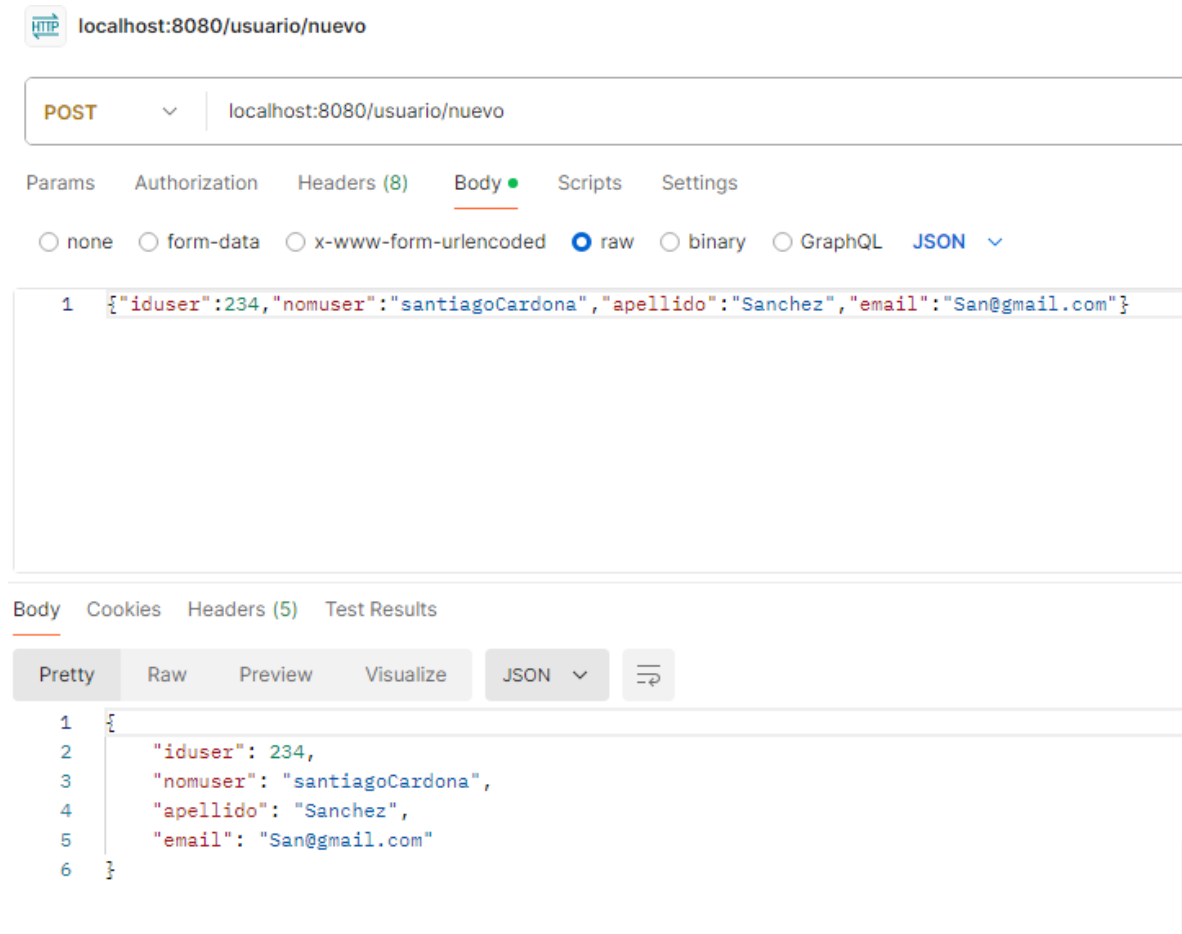 HTTP localhost:8080/usuario/nuevo
POST localhost:8080/usuario/nuevo
Params Authorization Headers (8) Body Scripts Settings
none form-data x-www-form-urlencoded raw binary GraphQL JSON
1 {"iduser":234,"nomuser":"santiagoCardona","apellido":"Sanchez","email":"San@gmail.com"}
Body Cookies Headers (5) Test Results
Pretty Raw Preview Visualize JSON
1 {
2 "iduser": 234,
3 "nomuser": "santiagoCardona",
4 "apellido": "Sanchez",
5 "email": "San@gmail.com"
6 }